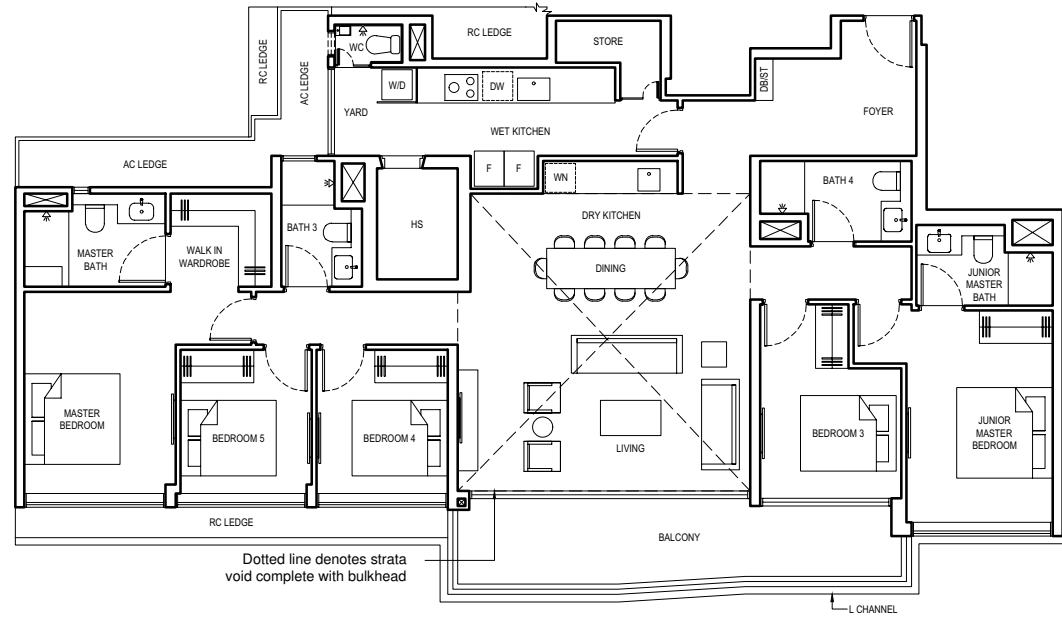 RC LEDGE
AC LEDGE
WC
RC LEDGE
STORE
DB/ST
FOYER
YARD
W/D
DW
WET KITCHEN
AC LEDGE
F
F
WN
BATH 4
MASTER
BATH
WALK IN
WARDROBE
BATH 3
HS
DRY KITCHEN
DINING
JUNIOR
MASTER
BATH
MASTER
BEDROOM
BEDROOM 5
BEDROOM 4
LIVING
BEDROOM 3
JUNIOR
MASTER
BEDROOM
RC LEDGE
BALCONY
Dotted line denotes strata
void complete with bulkhead
L CHANNEL